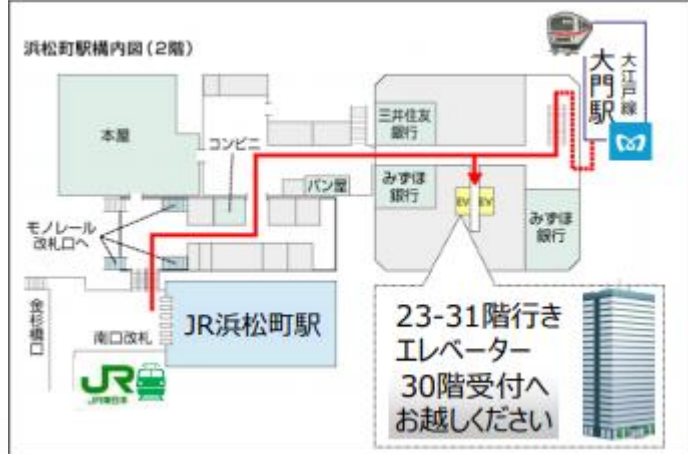 浜松町駅構内図(2階)
大江戸線
大門駅
本屋
コンビニ
三井住友
銀行
パン屋
みずほ
銀行
EV
EV
みずほ
銀行
モノレール
改札口へ
金杉橋口
南口改札
JR浜松町駅
JR
JR東日本
23-31階行き
エレベーター
30階受付へ
お越しください